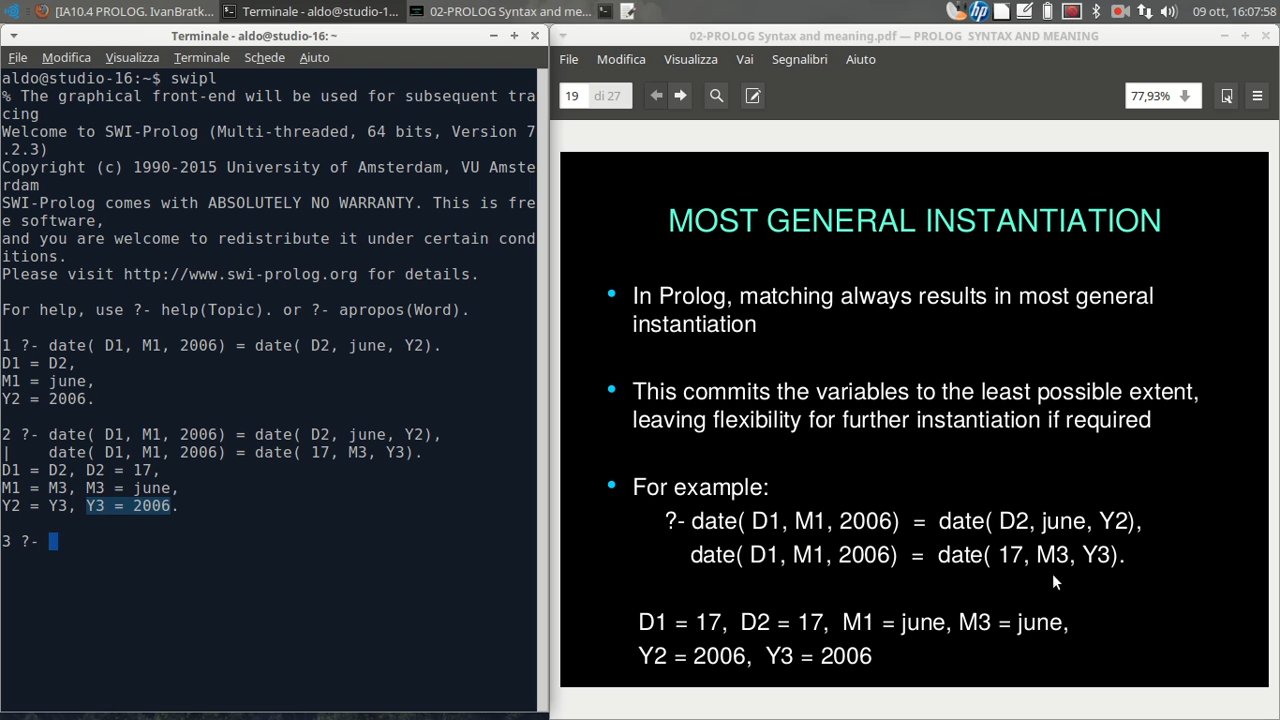 [IA10.4 PROLOG. IvanBratk...
Terminale - aldo@studio-1...
02-PROLOG Syntax and me...
hp
09 ott, 16:07:58
Terminale - aldo@studio-16: ~
File Modifica Visualizza Terminale Schede Aiuto
aldo@studio-16:~$ swipl
% The graphical front-end will be used for subsequent tra
cing
Welcome to SWI-Prolog (Multi-threaded, 64 bits, Version 7
.2.3)
Copyright (c) 1990-2015 University of Amsterdam, VU Amste
rdam
SWI-Prolog comes with ABSOLUTELY NO WARRANTY. This is fre
e software,
and you are welcome to redistribute it under certain cond
itions.
Please visit http://www.swi-prolog.org for details.
For help, use ?- help(Topic). or ?- apropos(Word).
1 ?- date( D1, M1, 2006) = date( D2, june, Y2).
D1 = D2,
M1 = june,
Y2 = 2006.
2 ?- date( D1, M1, 2006) = date( D2, june, Y2),
|    date( D1, M1, 2006) = date( 17, M3, Y3).
D1 = D2, D2 = 17,
M1 = M3, M3 = june,
Y2 = Y3, Y3 = 2006.
3 ?-
02-PROLOG Syntax and meaning.pdf — PROLOG SYNTAX AND MEANING
File Modifica Visualizza Vai Segnalibri Aiuto
19 di 27
77,93%
MOST GENERAL INSTANTIATION
• In Prolog, matching always results in most general
instantiation
• This commits the variables to the least possible extent,
leaving flexibility for further instantiation if required
• For example:
?- date( D1, M1, 2006) = date( D2, june, Y2),
date( D1, M1, 2006) = date( 17, M3, Y3).
D1 = 17, D2 = 17, M1 = june, M3 = june,
Y2 = 2006, Y3 = 2006